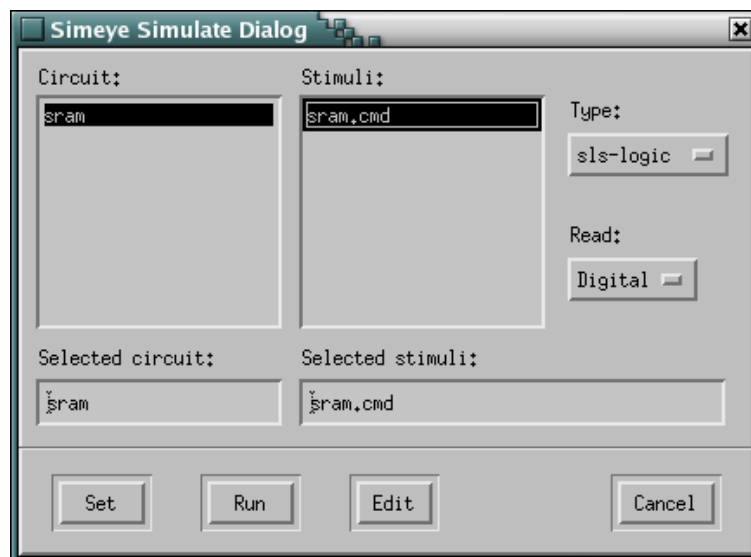 Simeye Simulate Dialog
Circuit:
Stimuli:
sram
sram.cmd
Type:
sls-logic
Read:
Digital
Selected circuit:
Selected stimuli:
sram
sram.cmd
Set
Run
Edit
Cancel